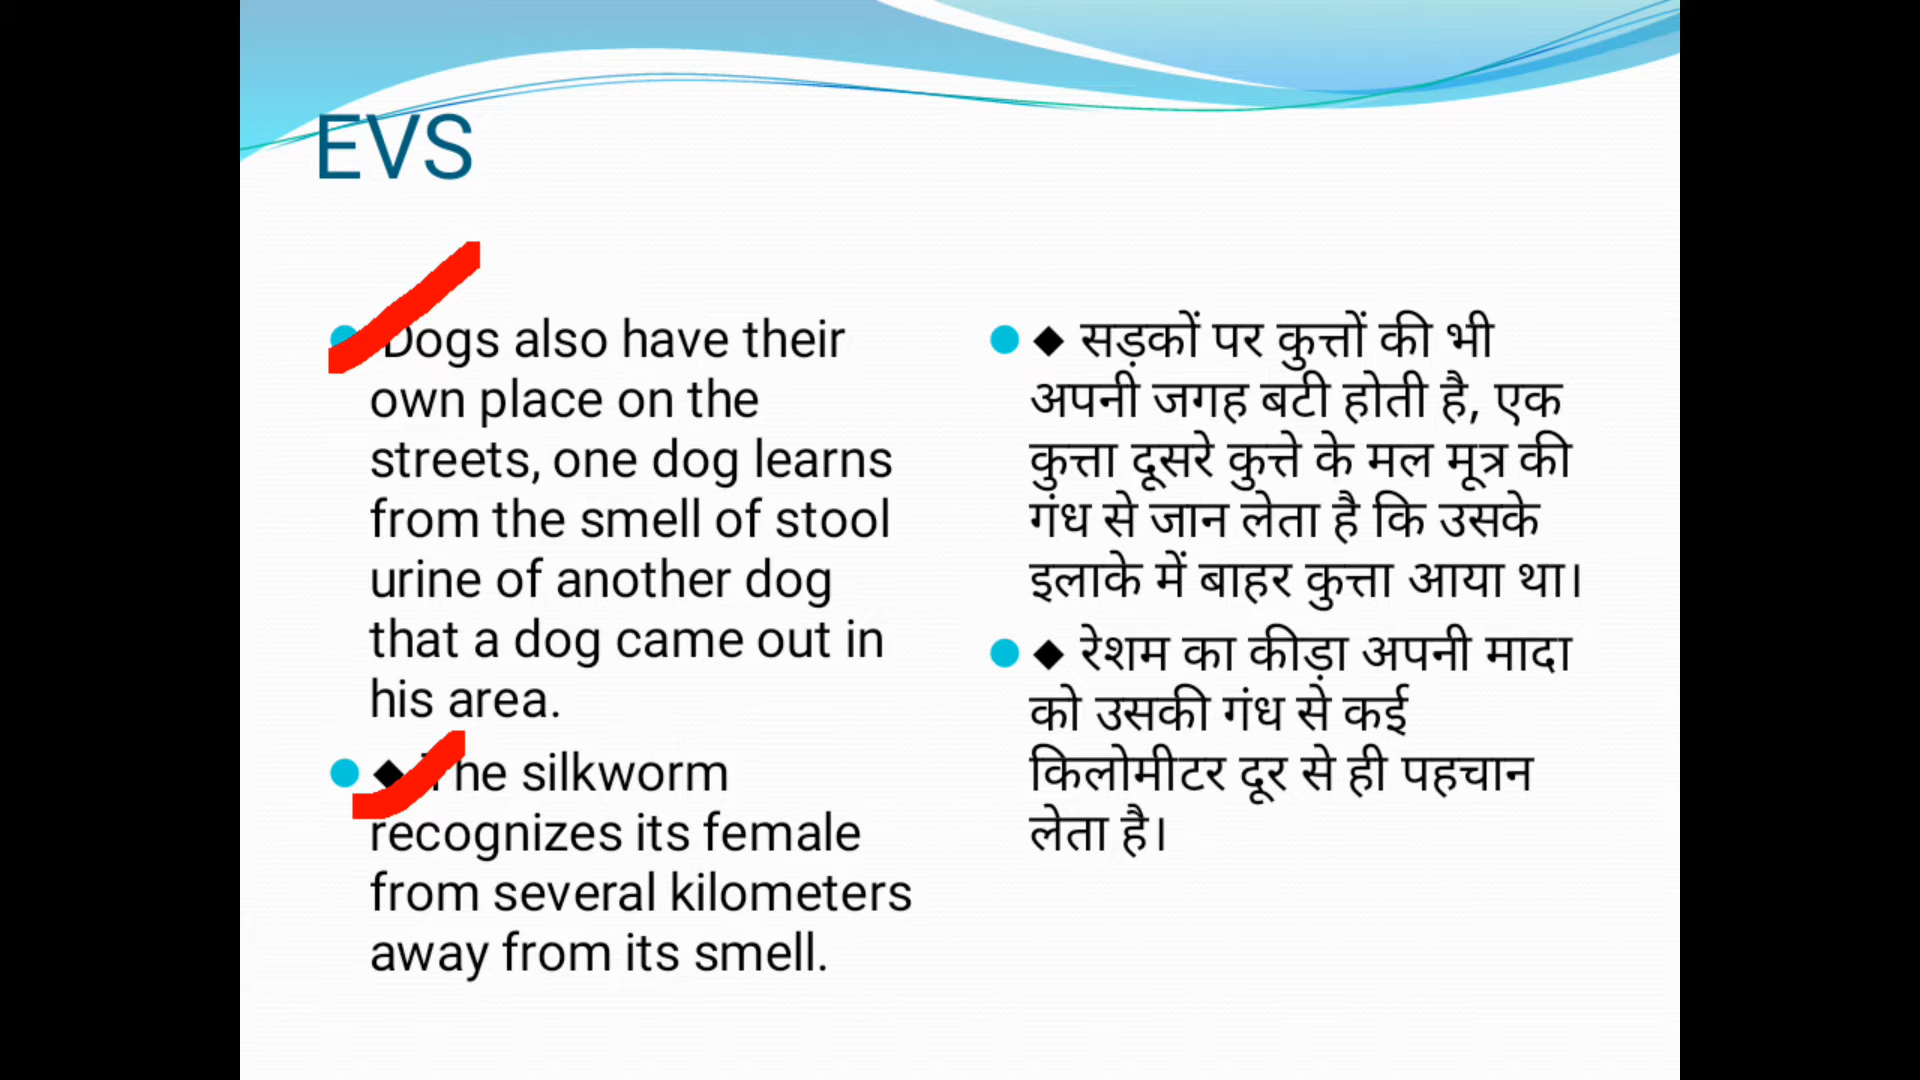 EVS
Dogs also have their
own place on the
streets, one dog learns
from the smell of stool
urine of another dog
that a dog came out in
his area.
◆ The silkworm
recognizes its female
from several kilometers
away from its smell.
◆ सड़कों पर कुत्तों की भी
अपनी जगह बटी होती है, एक
कुत्ता दूसरे कुत्ते के मल मूत्र की
गंध से जान लेता है कि उसके
इलाके में बाहर कुत्ता आया था।
◆ रेशम का कीड़ा अपनी मादा
को उसकी गंध से कई
किलोमीटर दूर से ही पहचान
लेता है।